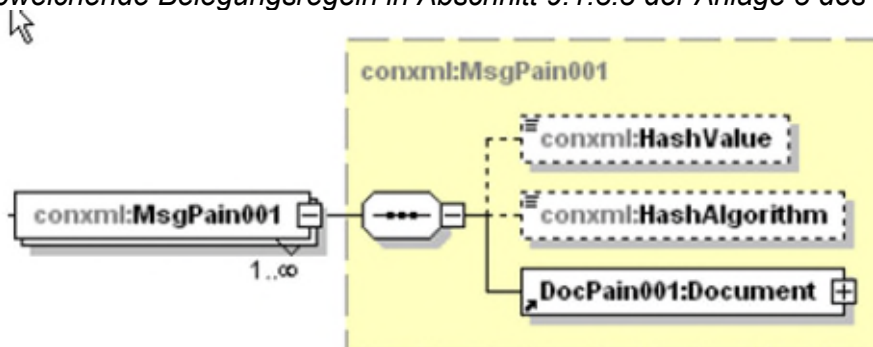 abweichende Belegungsregeln in Abschnitt 9.1.3.3 der Anlage 3 des
conxml:MsgPain001
conxml:HashValue
conxml:MsgPain001
conxml:HashAlgorithm
1..∞
DocPain001:Document